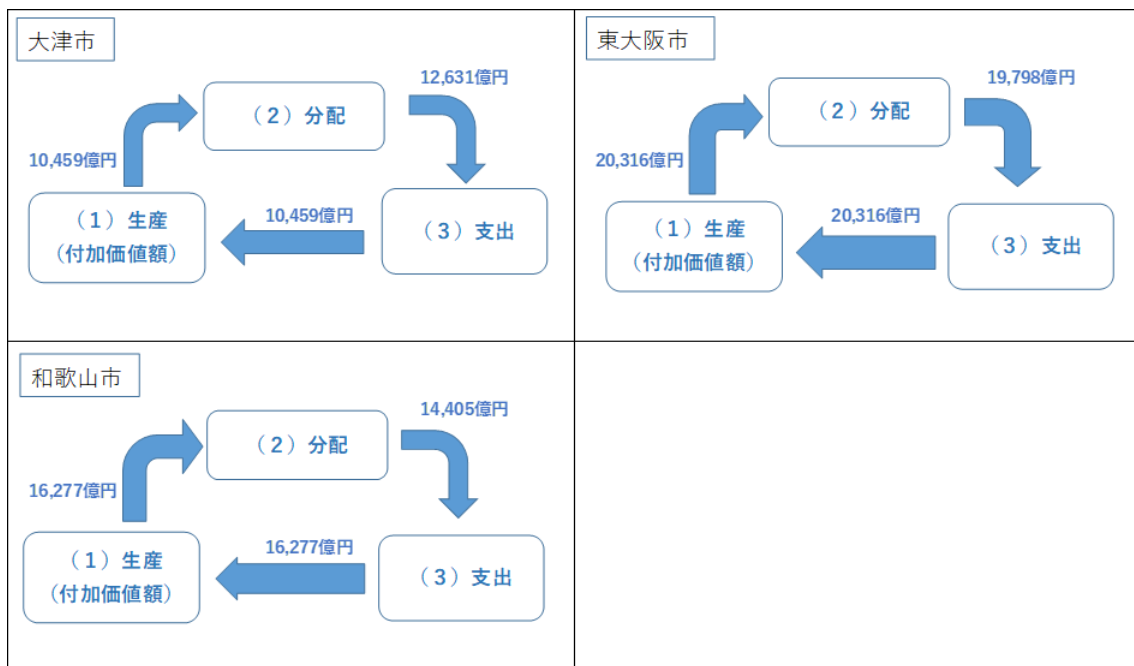 大津市
12,631億円
（２）分配
10,459億円
（１）生産
（付加価値額）
10,459億円
（３）支出
東大阪市
19,798億円
（２）分配
20,316億円
（１）生産
（付加価値額）
20,316億円
（３）支出
和歌山市
14,405億円
（２）分配
16,277億円
（１）生産
（付加価値額）
16,277億円
（３）支出